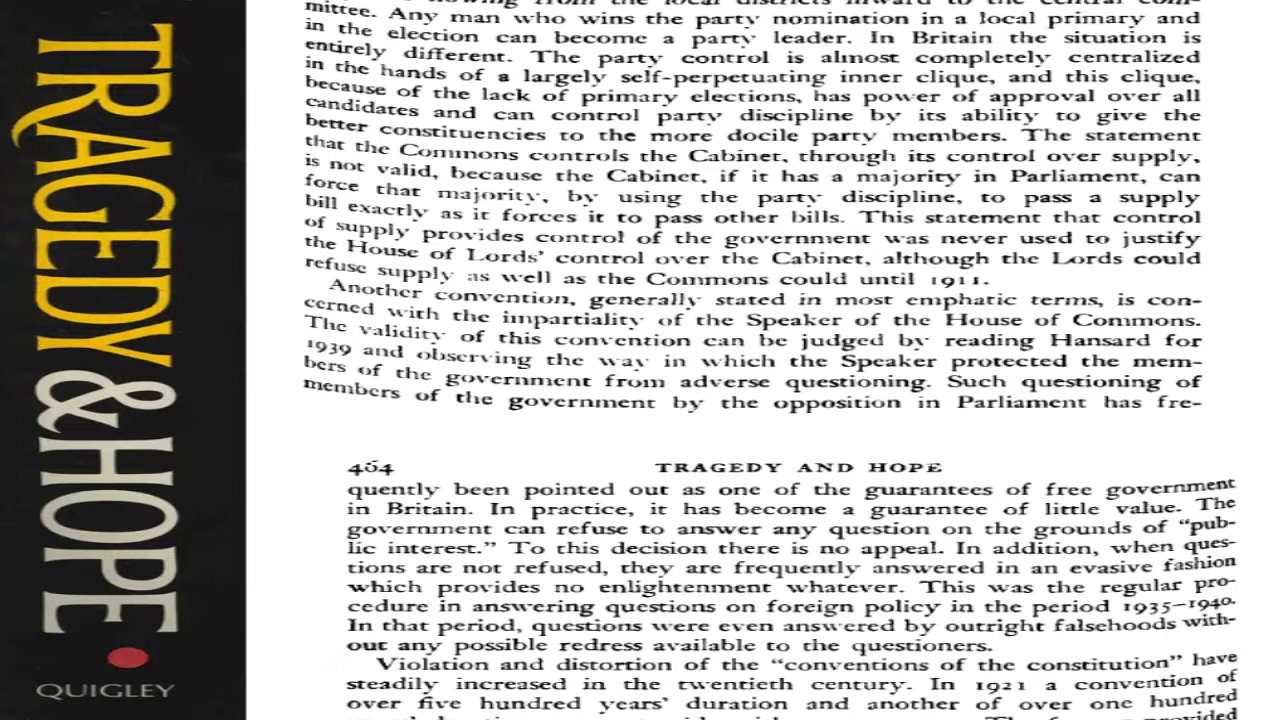 TRAGEDY & HOPE
QUIGLEY
flowing from the local districts inward to the central com-
mittee. Any man who wins the party nomination in a local primary and
in the election can become a party leader. In Britain the situation is
entirely different. The party control is almost completely centralized
in the hands of a largely self-perpetuating inner clique, and this clique,
because of the lack of primary elections, has power of approval over all
candidates and can control party discipline by its ability to give the
better constituencies to the more docile party members. The statement
that the Commons controls the Cabinet, through its control over supply,
is not valid, because the Cabinet, if it has a majority in Parliament, can
force that majority, by using the party discipline, to pass a supply
bill exactly as it forces it to pass other bills. This statement that control
of supply provides control of the government was never used to justify
the House of Lords' control over the Cabinet, although the Lords could
refuse supply as well as the Commons could until 1911.
Another convention, generally stated in most emphatic terms, is con-
cerned with the impartiality of the Speaker of the House of Commons.
The validity of this convention can be judged by reading Hansard for
1939 and observing the way in which the Speaker protected the mem-
bers of the government from adverse questioning. Such questioning of
members of the government by the opposition in Parliament has fre-
464 TRAGEDY AND HOPE
quently been pointed out as one of the guarantees of free government
in Britain. In practice, it has become a guarantee of little value. The
government can refuse to answer any question on the grounds of “pub-
lic interest.” To this decision there is no appeal. In addition, when ques-
tions are not refused, they are frequently answered in an evasive fashion
which provides no enlightenment whatever. This was the regular pro-
cedure in answering questions on foreign policy in the period 1935–1940.
In that period, questions were even answered by outright falsehoods with-
out any possible redress available to the questioners.
Violation and distortion of the “conventions of the constitution” have
steadily increased in the twentieth century. In 1921 a convention of
over five hundred years' duration and another of over one hundred